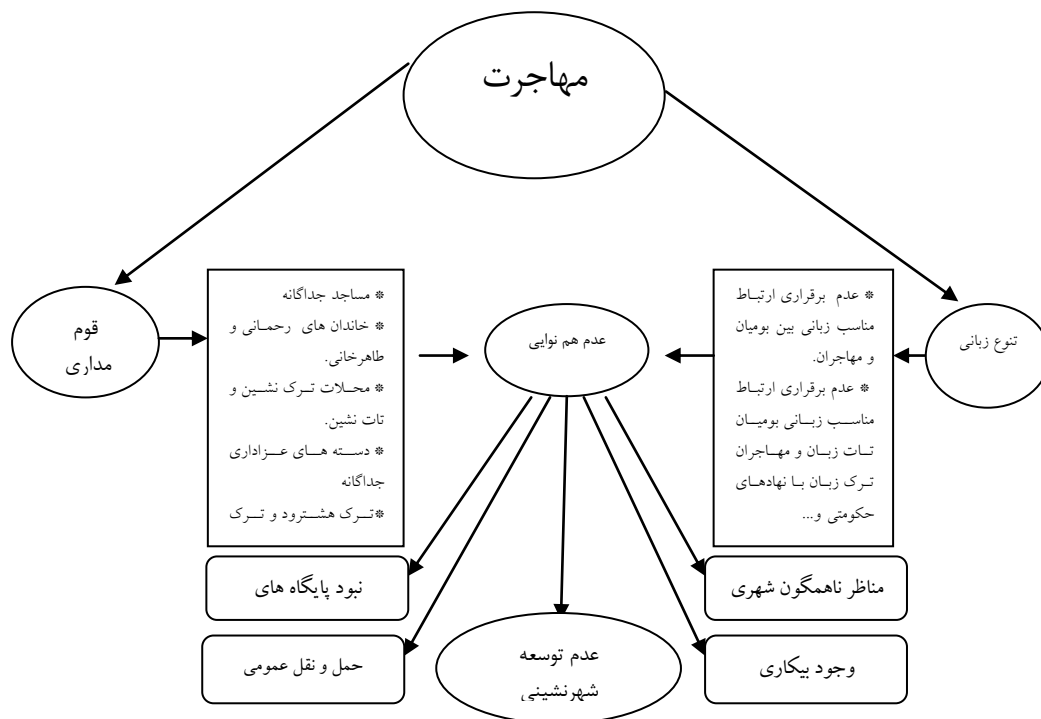 مهاجرت
تنوع زبانی
* عدم برقراری ارتباط
مناسب زبانی بین بومیان
و مهاجران.
* عدم برقراری ارتباط
مناسب زبانی بومیان
تات زبان و مهاجران
ترک زبان با نهادهای
حکومتی و...
عدم هم نوایی
* مساجد جداگانه
* خاندان های رحمانی و
طاهرخانی.
* محلات ترک نشین و
تات نشین.
* دسته های عزاداری
جداگانه
*ترک هشترود و ترک
قوم
مداری
مناظر ناهمگون شهری
نبود پایگاه های
وجود بیکاری
عدم توسعه
شهرنشینی
حمل و نقل عمومی